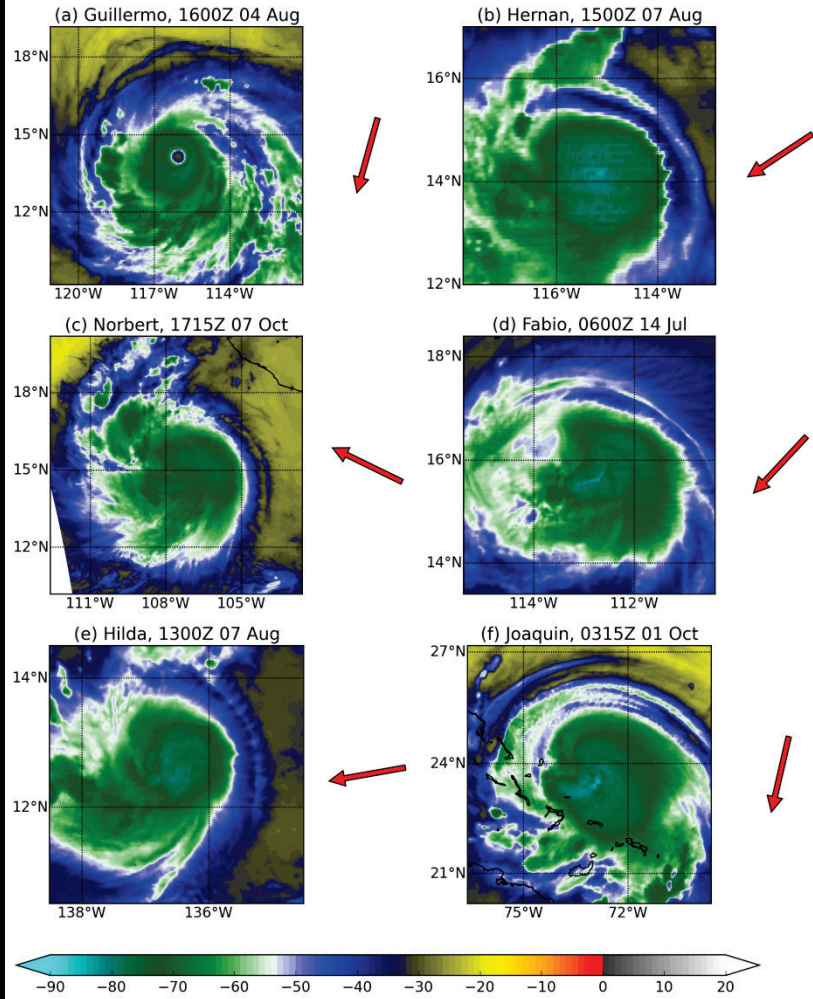 (a) Guillermo, 1600Z 04 Aug
18°N
15°N
12°N
120°W 117°W 114°W
(b) Hernan, 1500Z 07 Aug
16°N
14°N
12°N
116°W 114°W
(c) Norbert, 1715Z 07 Oct
18°N
15°N
12°N
111°W 108°W 105°W
(d) Fabio, 0600Z 14 Jul
18°N
16°N
14°N
114°W 112°W
(e) Hilda, 1300Z 07 Aug
14°N
12°N
138°W 136°W
(f) Joaquin, 0315Z 01 Oct
27°N
24°N
21°N
75°W 72°W
−90 −80 −70 −60 −50 −40 −30 −20 −10 0 10 20